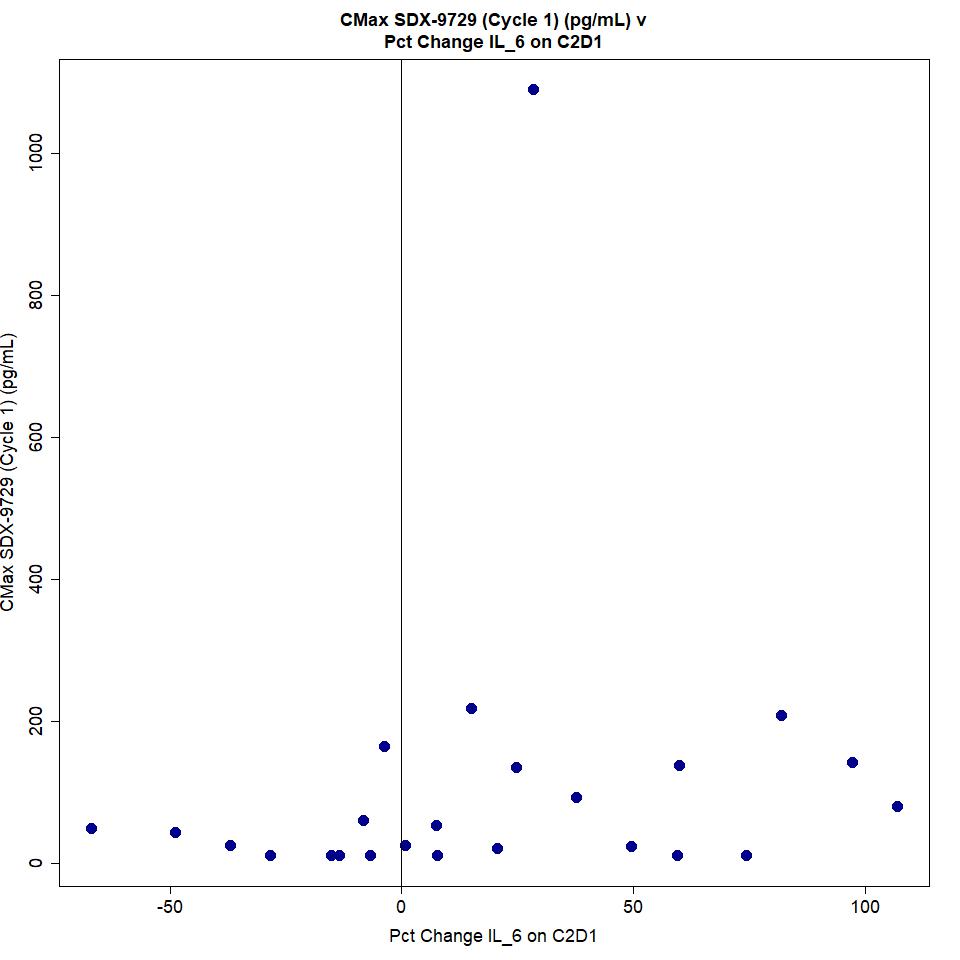 CMax SDX-9729 (Cycle 1) (pg/mL) v
Pct Change IL_6 on C2D1
CMax SDX-9729 (Cycle 1) (pg/mL)
1000
800
600
400
200
0
-50
0
50
100
Pct Change IL_6 on C2D1